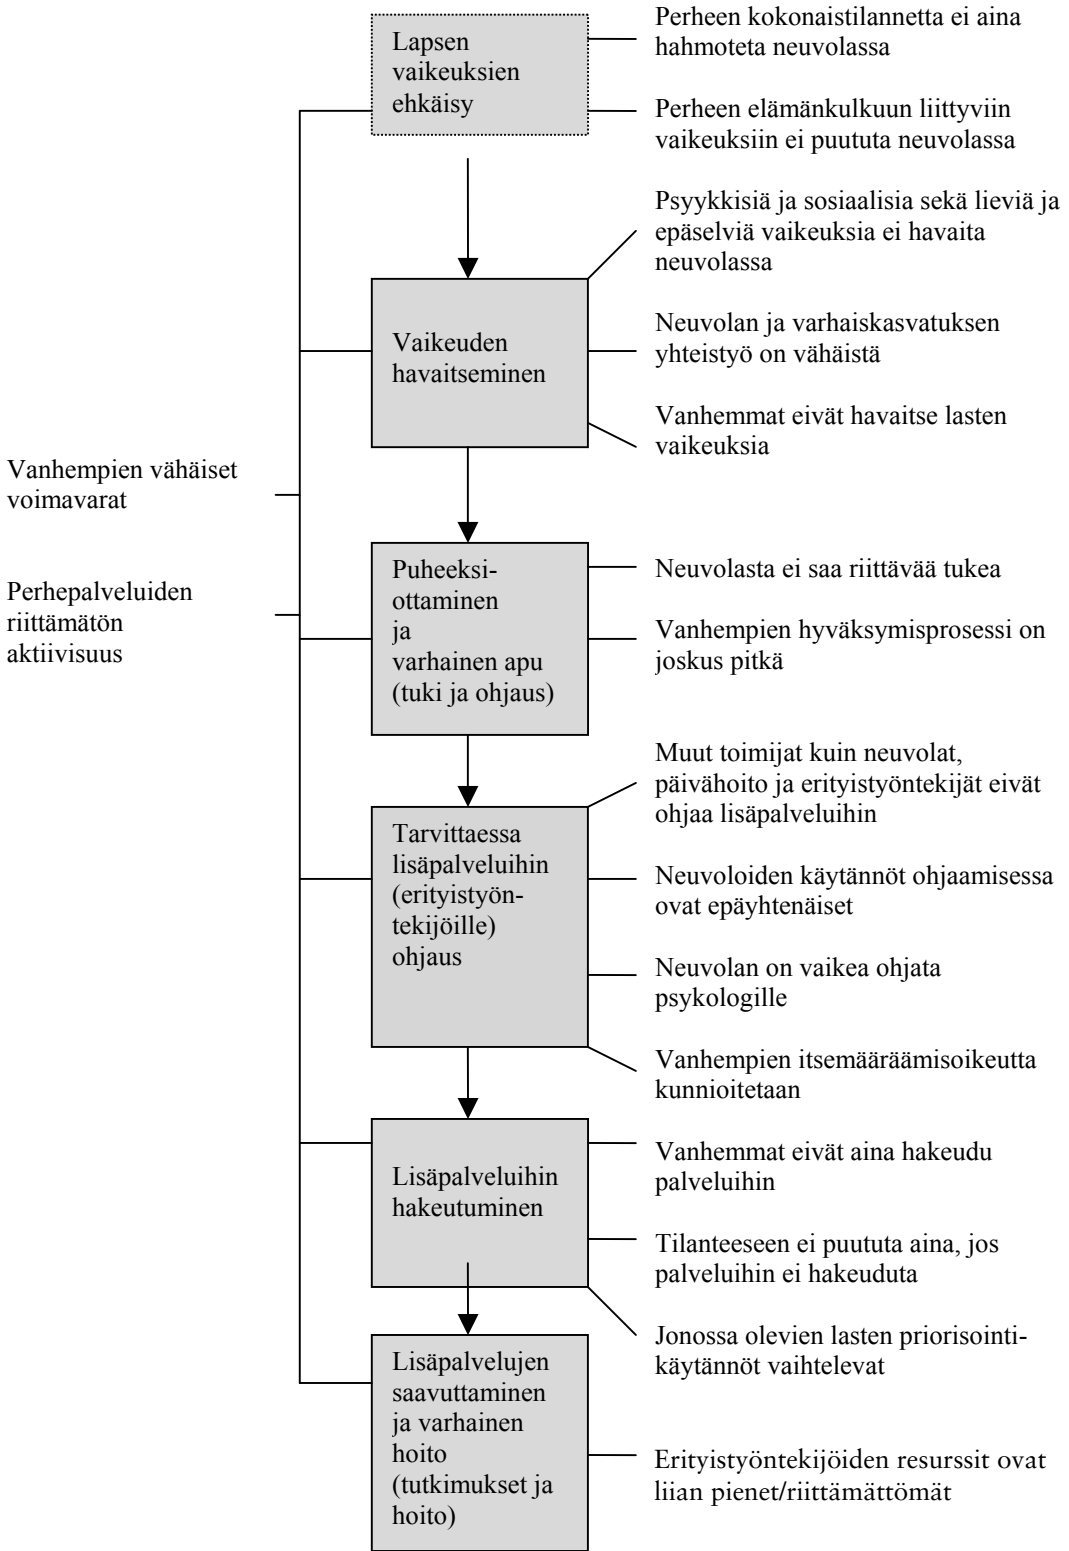 Lapsen
vaikeuksien
ehkäisy
Perheen kokonaistilannetta ei aina
hahmoteta neuvolassa
Perheen elämänkulkuun liittyviin
vaikeuksiin ei puututa neuvolassa
Vaikeuden
havaitseminen
Psyykkisiä ja sosiaalisia sekä lieviä ja
epäselviä vaikeuksia ei havaita
neuvolassa
Neuvolan ja varhaiskasvatuksen
yhteistyö on vähäistä
Vanhemmat eivät havaitse lasten
vaikeuksia
Vanhempien vähäiset
voimavarat
Perhepalveluiden
riittämätön
aktiivisuus
Puheeksi-
ottaminen
ja
varhainen apu
(tuki ja ohjaus)
Neuvolasta ei saa riittävää tukea
Vanhempien hyväksymisprosessi on
joskus pitkä
Tarvittaessa
lisäpalveluihin
(erityistyön-
tekijöille)
ohjaus
Muut toimijat kuin neuvolat,
päivähoito ja erityistyöntekijät eivät
ohjaa lisäpalveluihin
Neuvoloiden käytännöt ohjaamisessa
ovat epäyhtenäiset
Neuvolan on vaikea ohjata
psykologille
Vanhempien itsemääräämisoikeutta
kunnioitetaan
Lisäpalveluihin
hakeutuminen
Vanhemmat eivät aina hakeudu
palveluihin
Tilanteeseen ei puututa aina, jos
palveluihin ei hakeuduta
Jonossa olevien lasten priorisointi-
käytännöt vaihtelevat
Lisäpalvelujen
saavuttaminen
ja varhainen
hoito
(tutkimukset ja
hoito)
Erityistyöntekijöiden resurssit ovat
liian pienet/riittämättömät